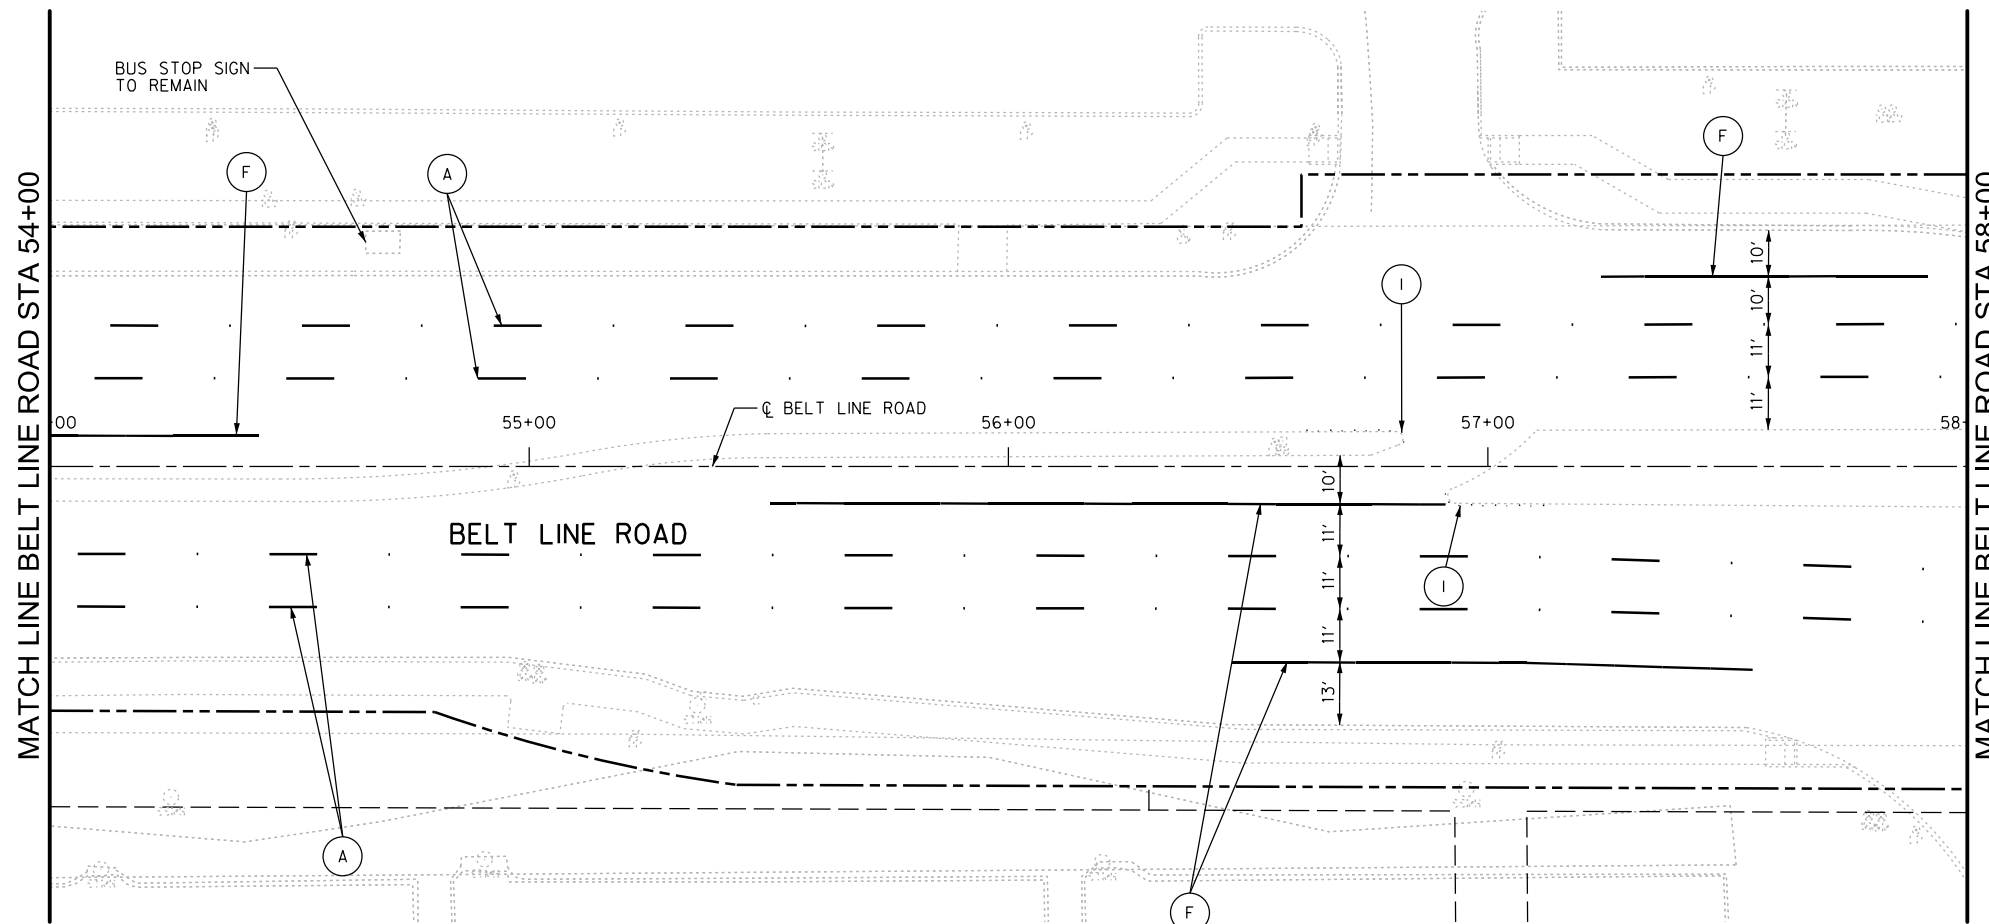 BUS STOP SIGN
TO REMAIN
F
A
F
I
10'
10'
11'
11'
MATCH LINE BELT LINE ROAD STA 54+00
MATCH LINE BELT LINE ROAD STA 58+00
00
55+00
56+00
57+00
58
℄ BELT LINE ROAD
BELT LINE ROAD
10'
11'
11'
11'
13'
I
A
F